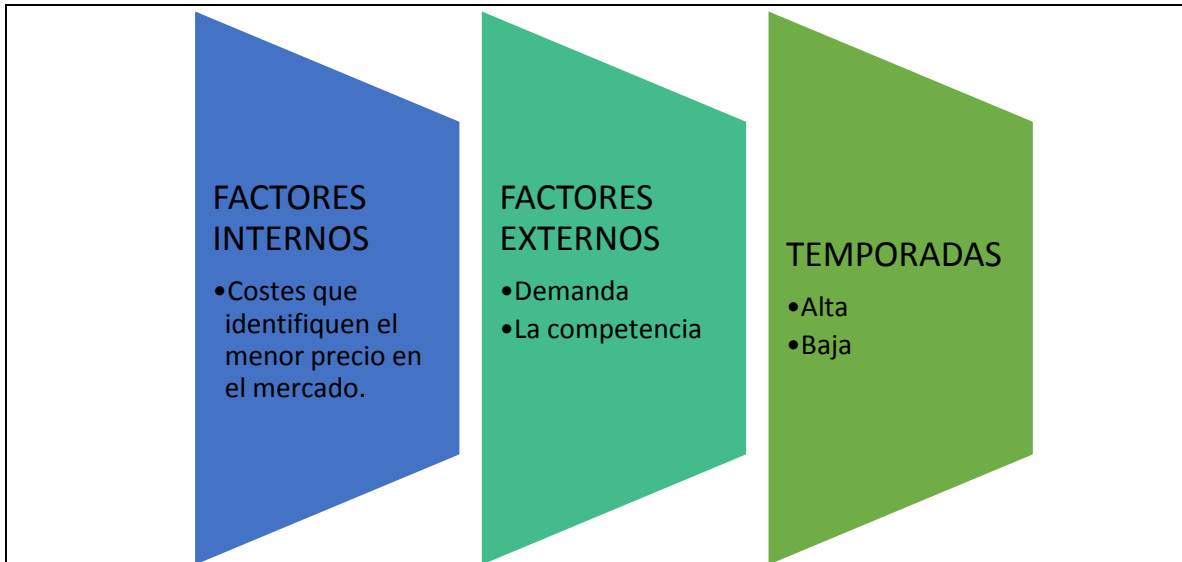 FACTORES
INTERNOS
•Costes que
identifiquen el
menor precio en
el mercado.
FACTORES
EXTERNOS
•Demanda
•La competencia
TEMPORADAS
•Alta
•Baja